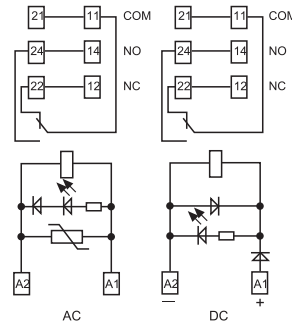 21 11 COM 21 11 COM
24 14 NO 24 14 NO
22 12 NC 22 12 NC
A2 A1 A2 A1
— +
AC DC